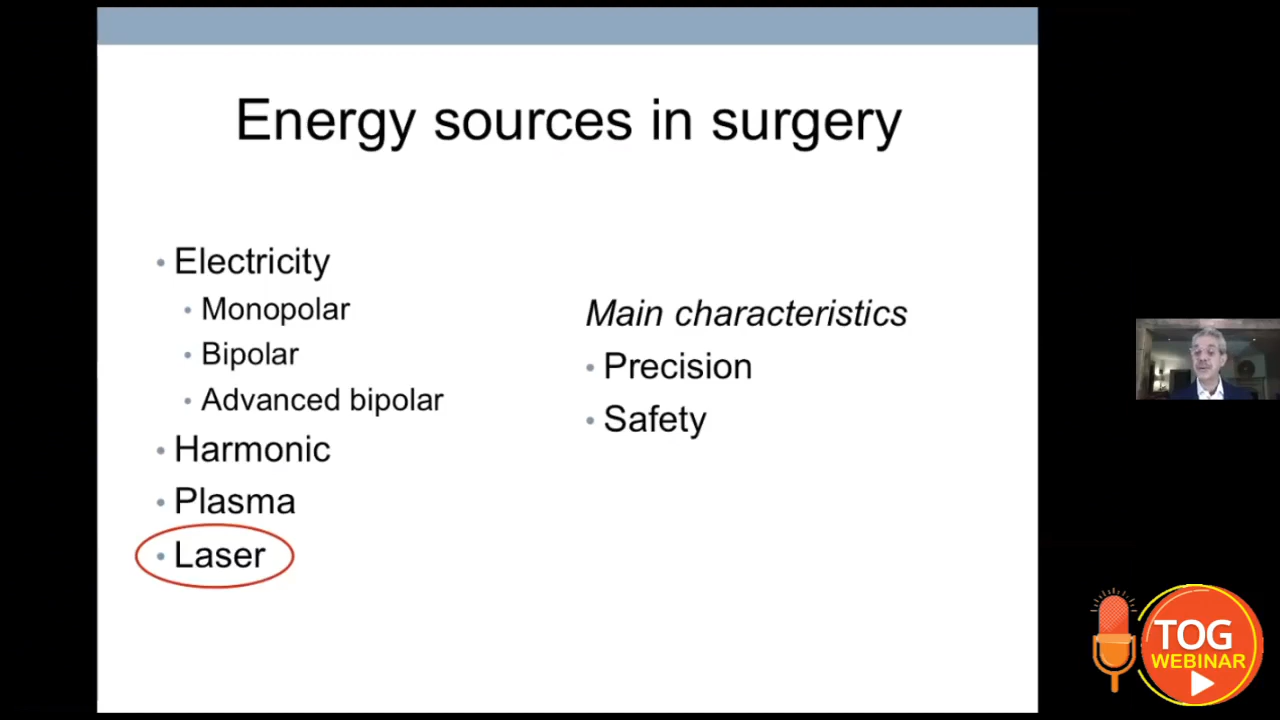 Energy sources in surgery
• Electricity
• Monopolar
• Bipolar
• Advanced bipolar
• Harmonic
• Plasma
• Laser
Main characteristics
• Precision
• Safety
TOG
WEBINAR